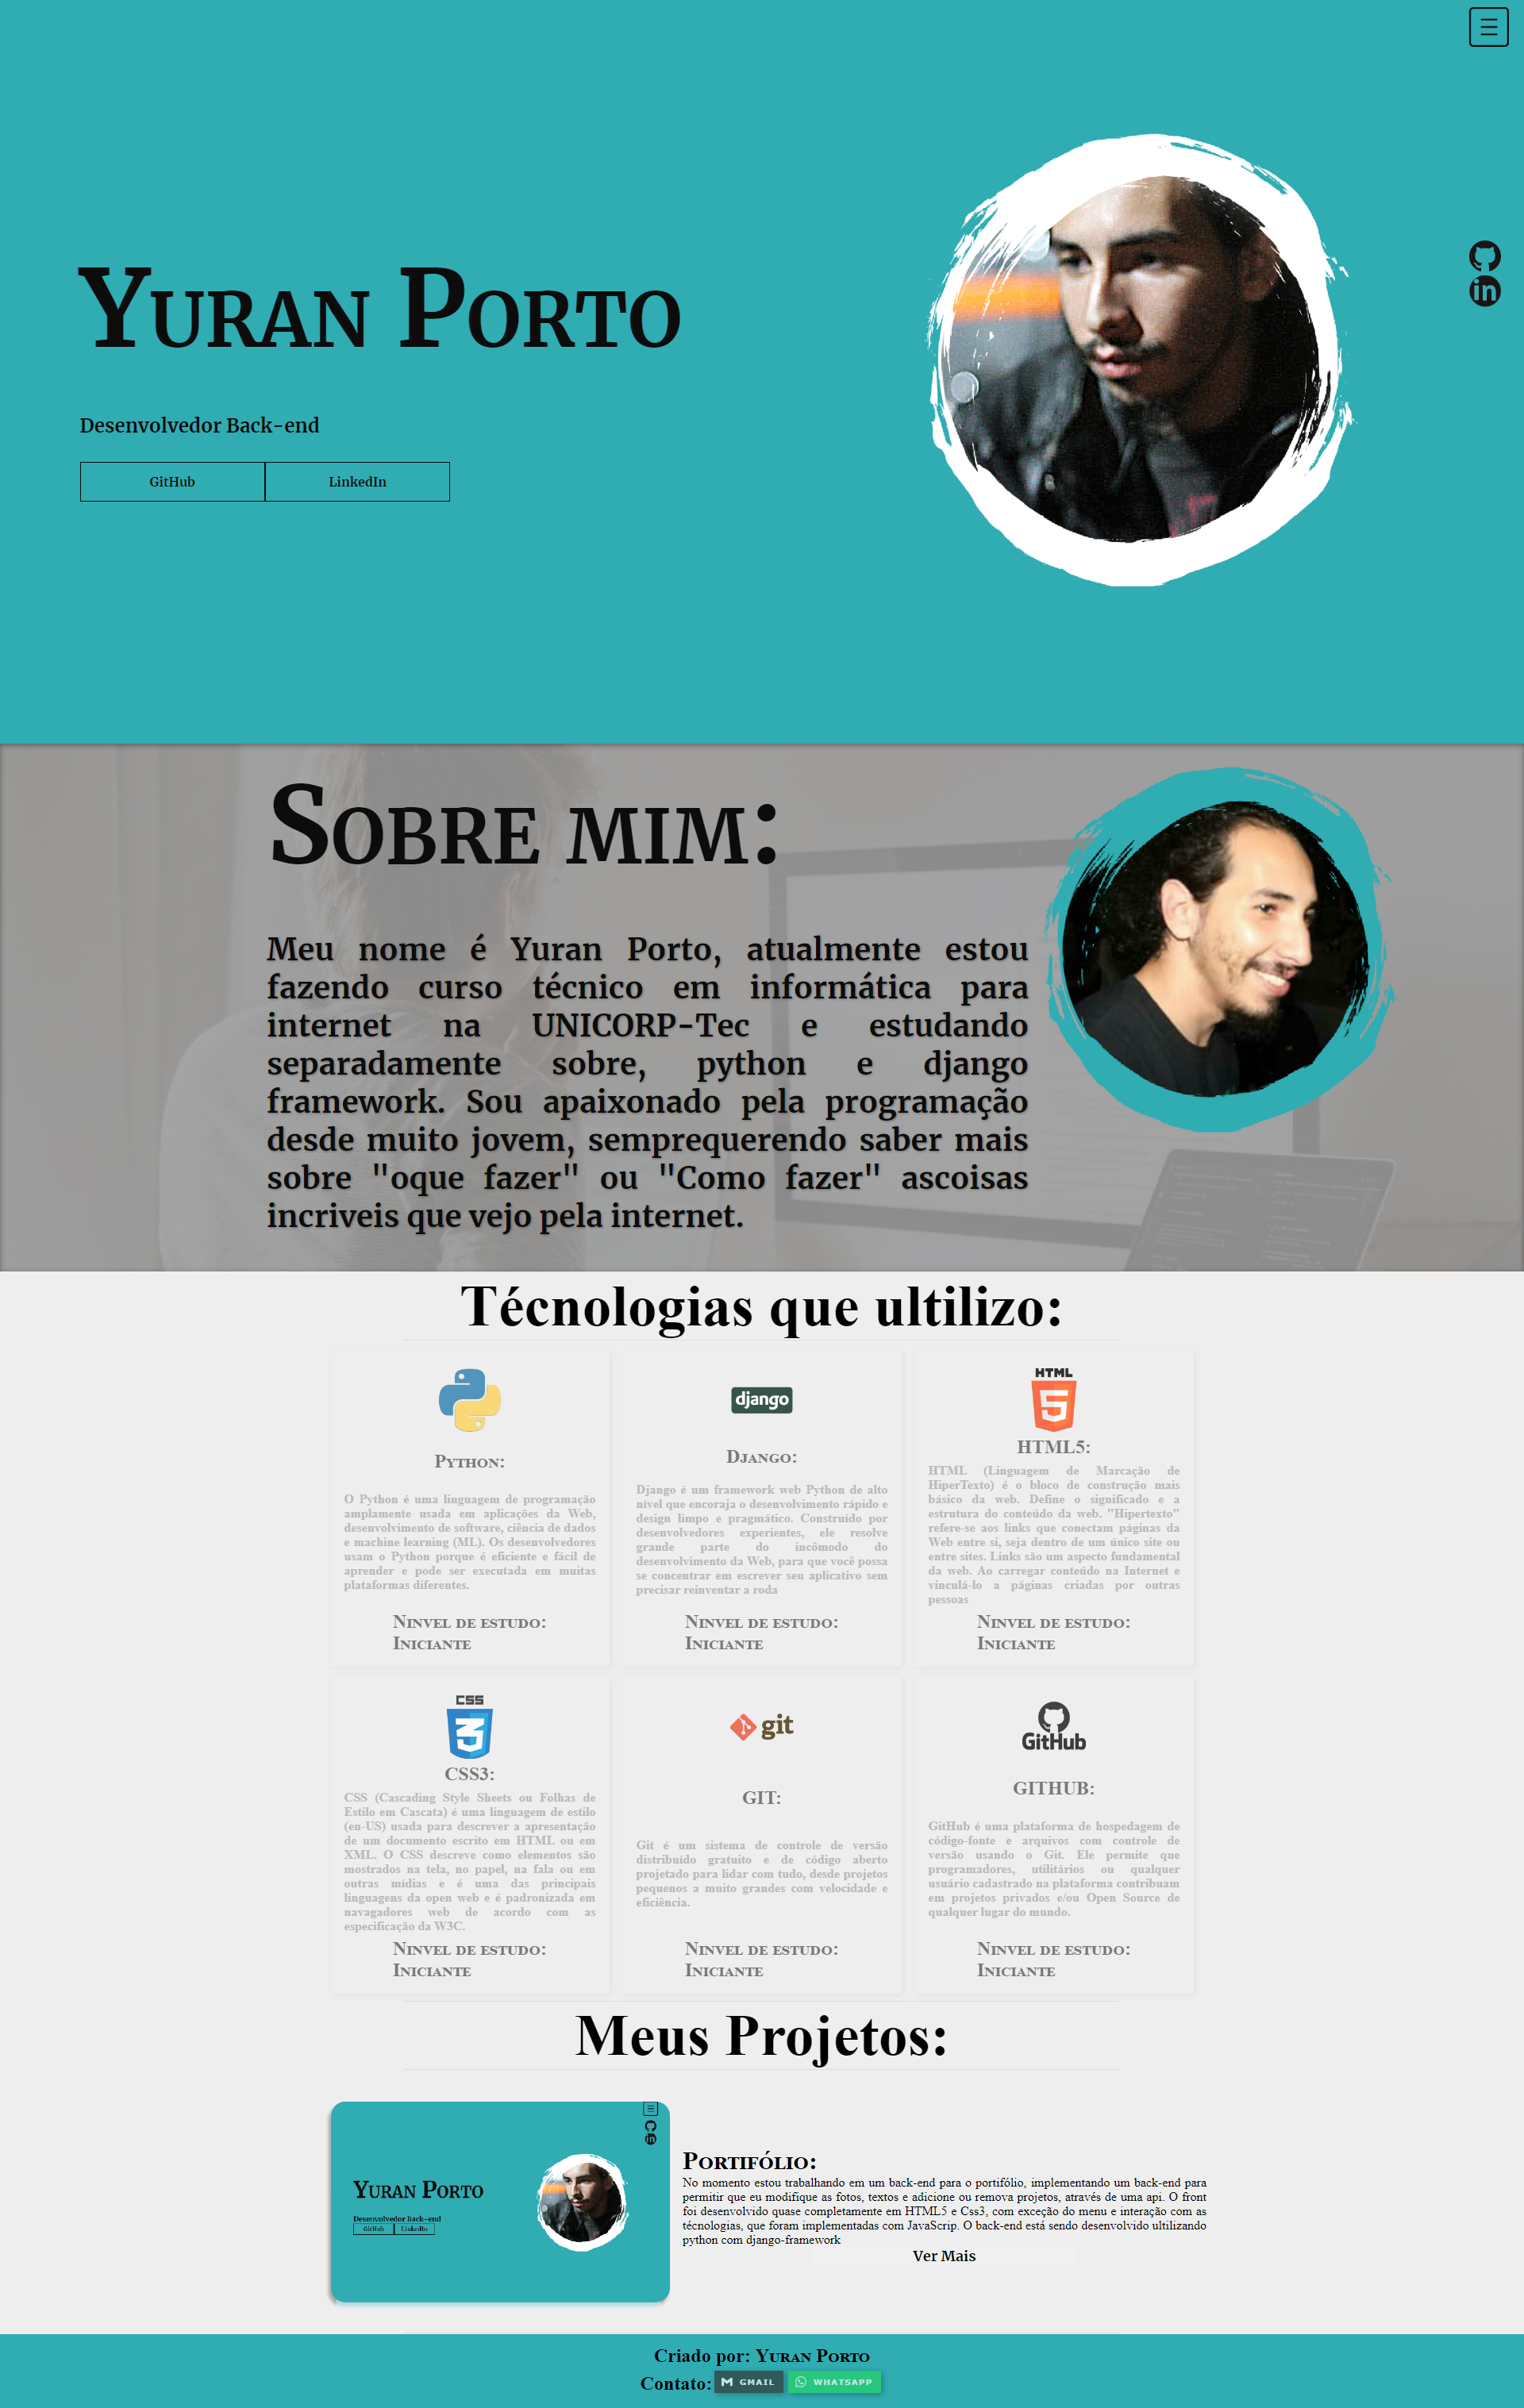 Yuran Porto
Desenvolvedor Back-end
GitHub
LinkedIn
in
Sobre mim:
Meu nome é Yuran Porto, atualmente estou
fazendo curso técnico em informática para
internet na UNICORP-Tec e estudando
separadamente sobre, python e django
framework. Sou apaixonado pela programação
desde muito jovem, semprequerendo saber mais
sobre "oque fazer" ou "Como fazer" ascoisas
incriveis que vejo pela internet.
Técnologias que ultilizo:
Python:
O Python é uma linguagem de programação
amplamente usada em aplicações da Web,
desenvolvimento de software, ciência de dados
e machine learning (ML). Os desenvolvedores
usam o Python porque é eficiente e fácil de
aprender e pode ser executada em muitas
plataformas diferentes.
Ninvel de estudo:
Iniciante
django
Django:
Django é um framework web Python de alto
nível que encoraja o desenvolvimento rápido e
design limpo e pragmático. Construído por
desenvolvedores experientes, ele resolve
grande parte do incômodo do
desenvolvimento da Web, para que você possa
se concentrar em escrever seu aplicativo sem
precisar reinventar a roda
Ninvel de estudo:
Iniciante
HTML
5
HTML5:
HTML (Linguagem de Marcação de
HiperTexto) é o bloco de construção mais
básico da web. Define o significado e a
estrutura do conteúdo da web. "Hipertexto"
refere-se aos links que conectam páginas da
Web entre si, seja dentro de um único site ou
entre sites. Links são um aspecto fundamental
da web. Ao carregar conteúdo na Internet e
vinculá-lo a páginas criadas por outras
pessoas
Ninvel de estudo:
Iniciante
CSS
3
CSS3:
CSS (Cascading Style Sheets ou Folhas de
Estilo em Cascata) é uma linguagem de estilo
(en-US) usada para descrever a apresentação
de um documento escrito em HTML ou em
XML. O CSS descreve como elementos são
mostrados na tela, no papel, na fala ou em
outras mídias e é uma das principais
linguagens da open web e é padronizada em
navagadores web de acordo com as
especificação da W3C.
Ninvel de estudo:
Iniciante
git
GIT:
Git é um sistema de controle de versão
distribuído gratuito e de código aberto
projetado para lidar com tudo, desde projetos
pequenos a muito grandes com velocidade e
eficiência.
Ninvel de estudo:
Iniciante
GitHub
GITHUB:
GitHub é uma plataforma de hospedagem de
código-fonte e arquivos com controle de
versão usando o Git. Ele permite que
programadores, utilitários ou qualquer
usuário cadastrado na plataforma contribuam
em projetos privados e/ou Open Source de
qualquer lugar do mundo.
Ninvel de estudo:
Iniciante
Meus Projetos:
in
Yuran Porto
Desenvolvedor Back-end
GitHub
LinkedIn
Portifólio:
No momento estou trabalhando em um back-end para o portifólio, implementando um back-end para
permitir que eu modifique as fotos, textos e adicione ou remova projetos, através de uma api. O front
foi desenvolvido quase completamente em HTML5 e Css3, com exceção do menu e interação com as
técnologias, que foram implementadas com JavaScrip. O back-end está sendo desenvolvido ultilizando
python com django-framework
Ver Mais
Criado por: Yuran Porto
Contato: GMAIL WHATSAPP